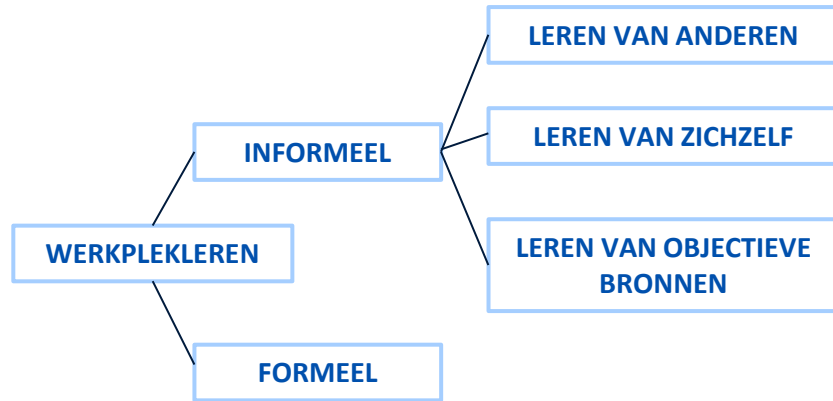 LEREN VAN ANDEREN
INFORMEEL
LEREN VAN ZICHZELF
WERKPLEKLEREN
LEREN VAN OBJECTIEVE
BRONNEN
FORMEEL